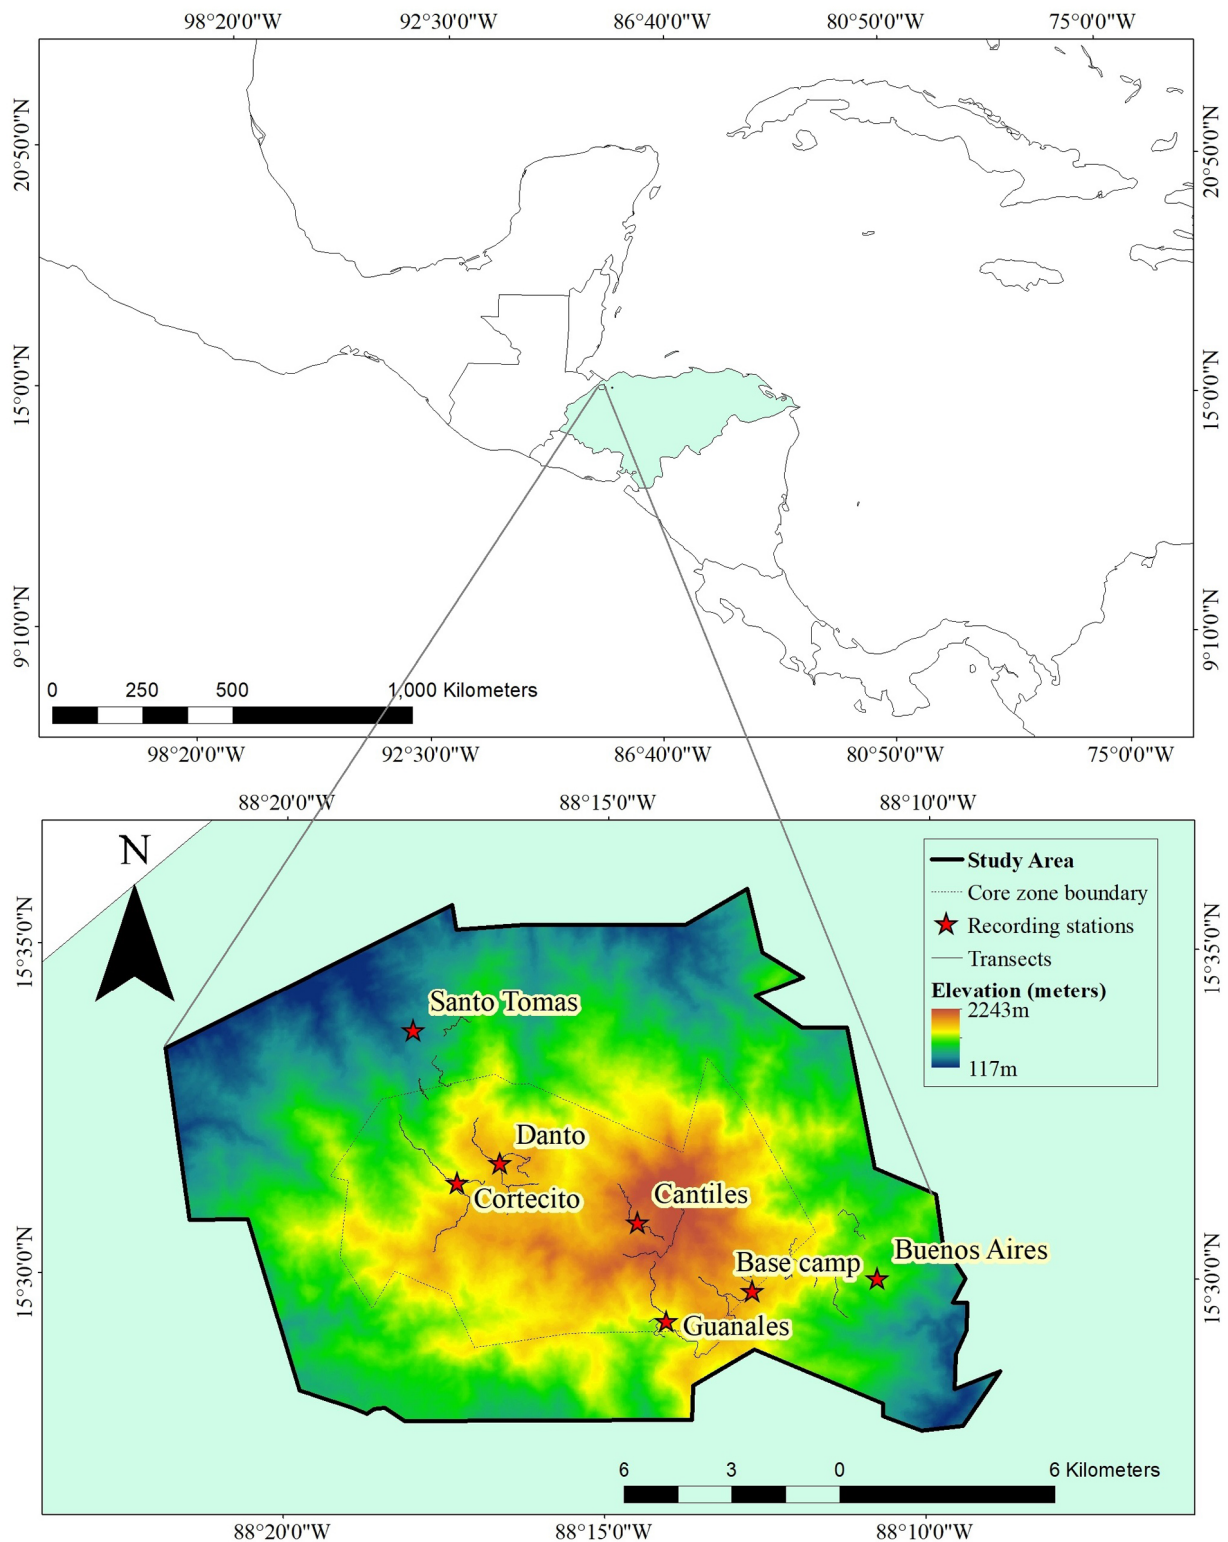 98°20'0"W 92°30'0"W 86°40'0"W 80°50'0"W 75°0'0"W
20°50'0"N 20°50'0"N
15°0'0"N 15°0'0"N
9°10'0"N 9°10'0"N
0 250 500 1,000 Kilometers
98°20'0"W 92°30'0"W 86°40'0"W 80°50'0"W 75°0'0"W
88°20'0"W 88°15'0"W 88°10'0"W
N
Study Area
Core zone boundary
Recording stations
Transects
Elevation (meters)
2243m
117m
15°35'0"N 15°35'0"N
Santo Tomas
Danto
Cortecito
Cantiles
Buenos Aires
Base camp
15°30'0"N 15°30'0"N
Guanales
6 3 0 6 Kilometers
88°20'0"W 88°15'0"W 88°10'0"W